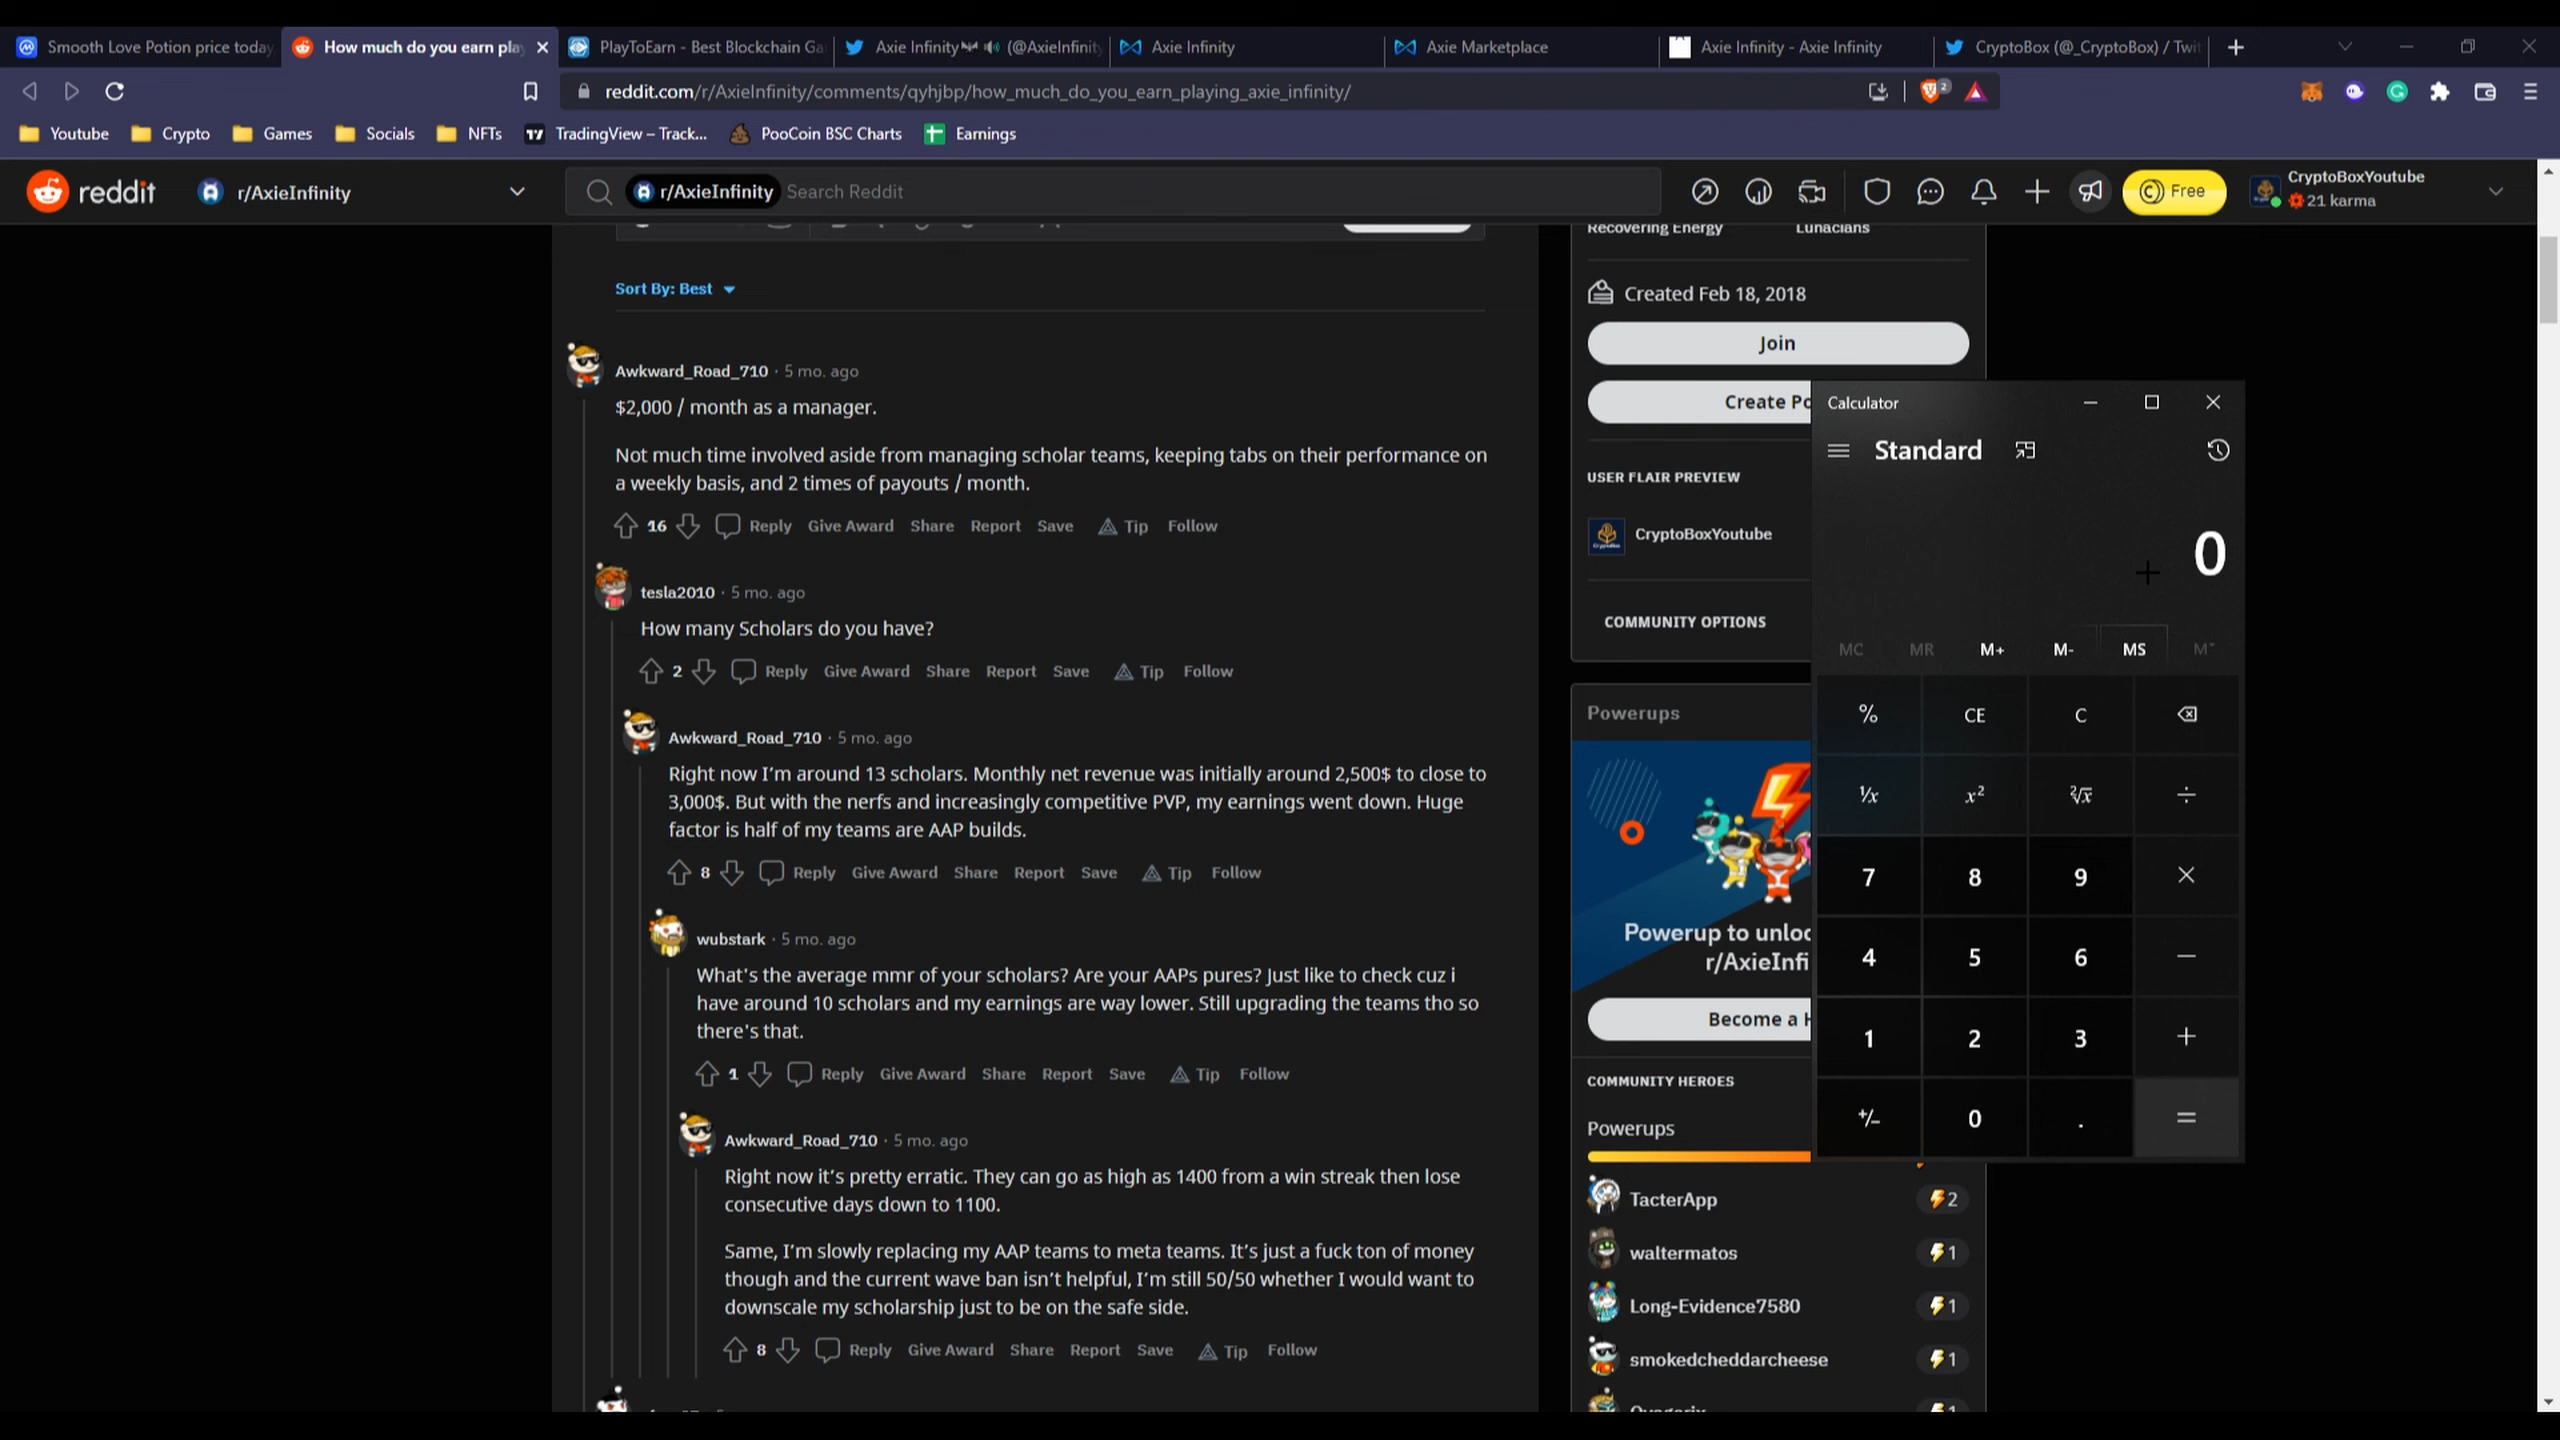 Smooth Love Potion price today
How much do you earn pla
PlayToEarn - Best Blockchain Ga
Axie Infinity (@AxieInfinity
Axie Infinity
Axie Marketplace
Axie Infinity - Axie Infinity
CryptoBox (@_CryptoBox) / Twit
reddit.com/r/AxieInfinity/comments/qyhjbp/how_much_do_you_earn_playing_axie_infinity/
2
Youtube
Crypto
Games
Socials
NFTs
TradingView – Track...
PooCoin BSC Charts
Earnings
reddit
r/AxieInfinity
r/AxieInfinity
Search Reddit
Free
CryptoBoxYoutube
21 karma
Sort By: Best
Awkward_Road_710 · 5 mo. ago
$2,000 / month as a manager.
Not much time involved aside from managing scholar teams, keeping tabs on their performance on
a weekly basis, and 2 times of payouts / month.
16 Reply Give Award Share Report Save Tip Follow
tesla2010 · 5 mo. ago
How many Scholars do you have?
2 Reply Give Award Share Report Save Tip Follow
Awkward_Road_710 · 5 mo. ago
Right now I’m around 13 scholars. Monthly net revenue was initially around 2,500$ to close to
3,000$. But with the nerfs and increasingly competitive PVP, my earnings went down. Huge
factor is half of my teams are AAP builds.
8 Reply Give Award Share Report Save Tip Follow
wubstark · 5 mo. ago
What's the average mmr of your scholars? Are your AAPs pures? Just like to check cuz i
have around 10 scholars and my earnings are way lower. Still upgrading the teams tho so
there's that.
1 Reply Give Award Share Report Save Tip Follow
Awkward_Road_710 · 5 mo. ago
Right now it’s pretty erratic. They can go as high as 1400 from a win streak then lose
consecutive days down to 1100.
Same, I’m slowly replacing my AAP teams to meta teams. It’s just a fuck ton of money
though and the current wave ban isn’t helpful, I’m still 50/50 whether I would want to
downscale my scholarship just to be on the safe side.
8 Reply Give Award Share Report Save Tip Follow
Recovering Energy
Lunacians
Created Feb 18, 2018
Join
Create Po
USER FLAIR PREVIEW
CryptoBoxYoutube
COMMUNITY OPTIONS
Powerups
Powerup to unloc
r/AxieInfi
Become a H
COMMUNITY HEROES
Powerups
TacterApp 2
waltermatos 1
Long-Evidence7580 1
smokedcheddarcheese 1
Calculator
Standard
0
MC MR M+ M- MS M˅
% CE C
¹/x x² ²√x ÷
7 8 9 ×
4 5 6 −
1 2 3 +
+/- 0 . =